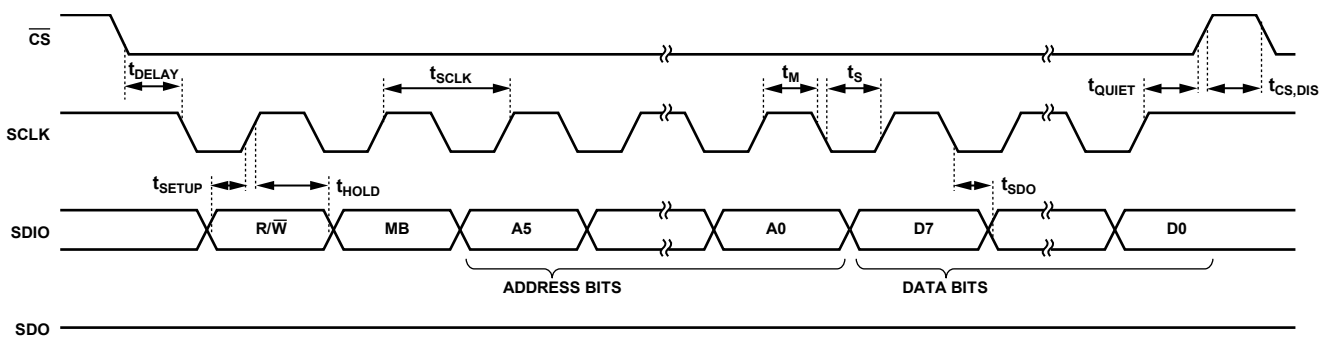 CS
tDELAY
tSCLK
tM
tS
tQUIET
tCS,DIS
SCLK
tSETUP
tHOLD
tSDO
SDIO
R/W
MB
A5
A0
D7
D0
ADDRESS BITS
DATA BITS
SDO